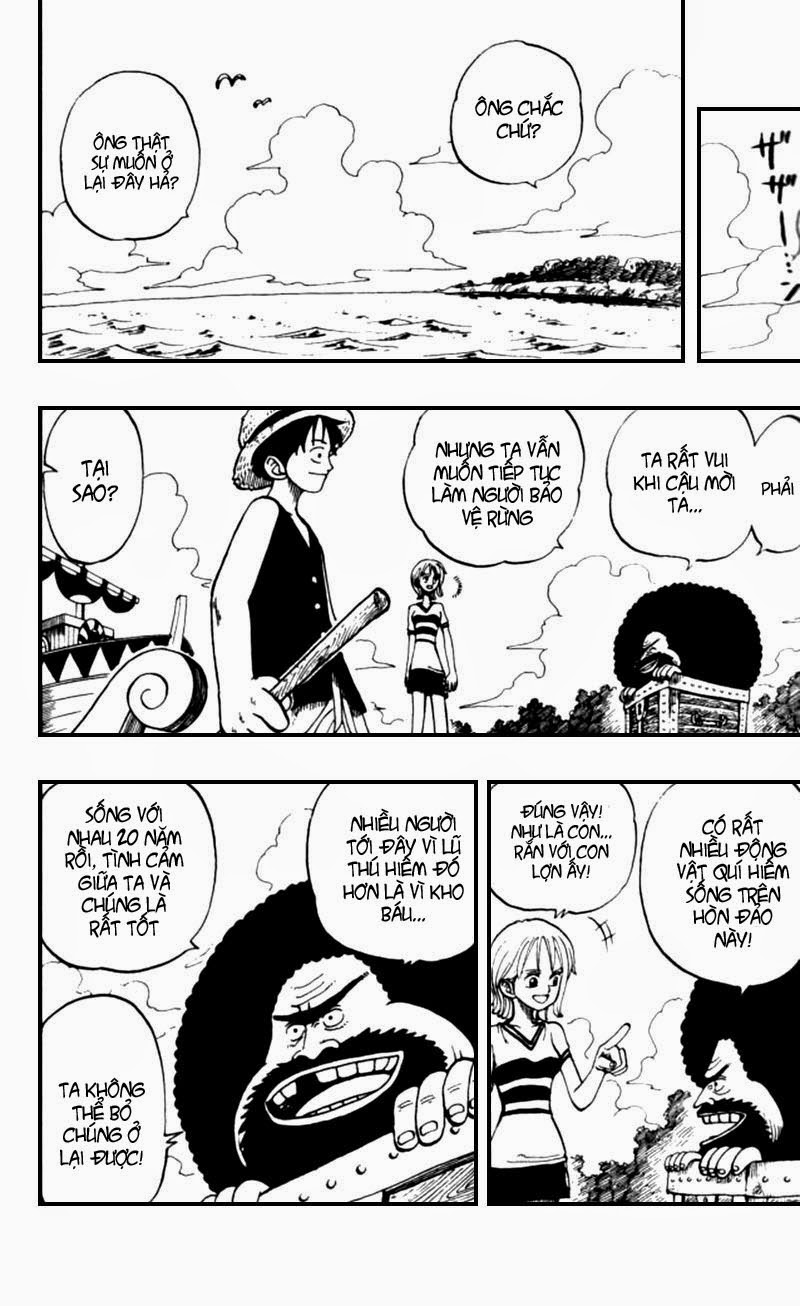 ザ
ザ
ー
ÔNG CHẮC
CHỨ?
ÔNG THẬT
SỰ MUỐN Ở
LẠI ĐÂY HẢ?
PHẢI
TA RẤT VUI
KHI CẬU MỜI
TA...
NHƯNG TA VẪN
MUỐN TIẾP TỤC
LÀM NGƯỜI BẢO
VỆ RỪNG
TẠI
SAO?
CÓ RẤT
NHIỀU ĐỘNG
VẬT QUÍ HIẾM
SỐNG TRÊN
HÒN ĐẢO
NÀY!
ĐÚNG VẬY!
NHƯ LÀ CON...
RẮN VỚI CON
LỢN ẤY!
NHIỀU NGƯỜI
TỚI ĐÂY VÌ LŨ
THÚ HIẾM ĐÓ
HƠN LÀ VÌ KHO
BÁU...
SỐNG VỚI
NHAU 20 NĂM
RỒI, TÌNH CẢM
GIỮA TA VÀ
CHÚNG LÀ
RẤT TỐT
TA KHÔNG
THỂ BỎ
CHÚNG Ở
LẠI ĐƯỢC!